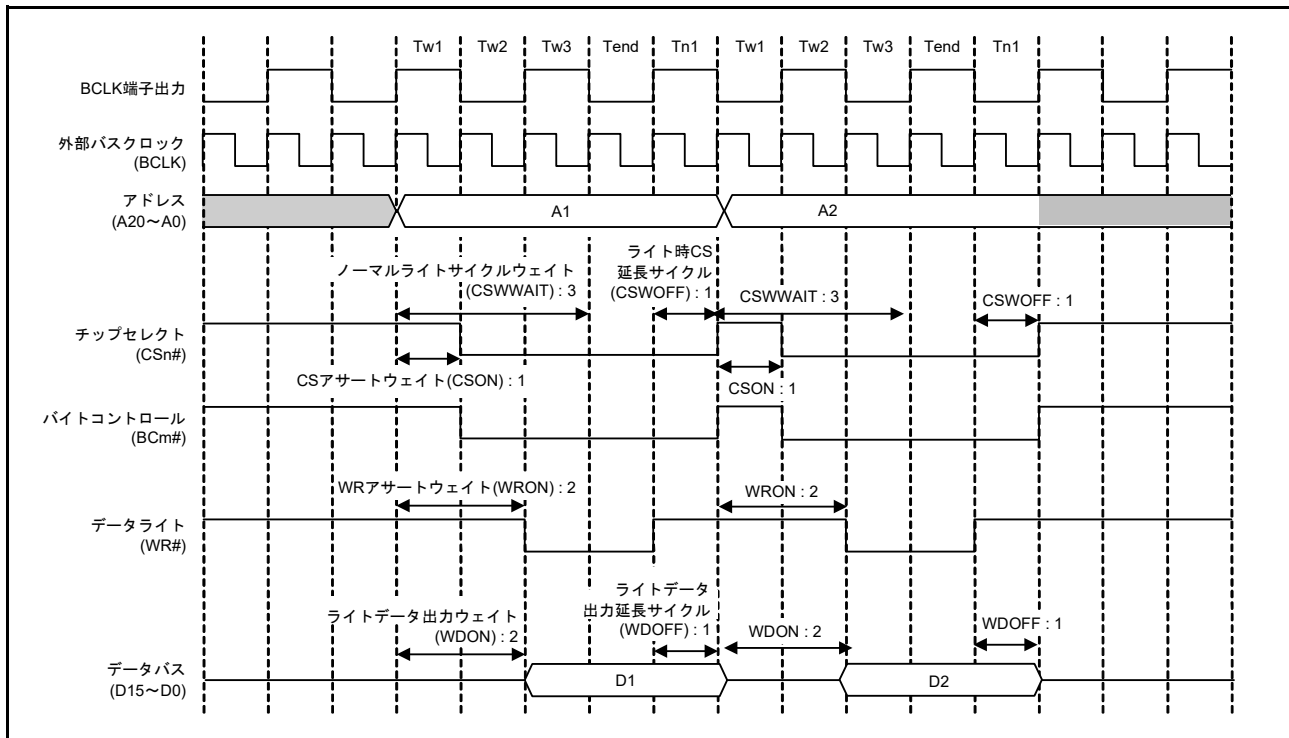 Tw1 Tw2 Tw3 Tend Tn1 Tw1 Tw2 Tw3 Tend Tn1
BCLK端子出力
外部バスクロック
(BCLK)
アドレス
(A20～A0)
A1
A2
ノーマルライトサイクルウェイト
(CSWWAIT) : 3
ライト時CS
延長サイクル
(CSWOFF) : 1
CSWWAIT : 3
CSWOFF : 1
チップセレクト
(CSn#)
CSアサートウェイト(CSON) : 1
CSON : 1
バイトコントロール
(BCm#)
WRアサートウェイト(WRON) : 2
WRON : 2
データライト
(WR#)
ライトデータ出力ウェイト
(WDON) : 2
ライトデータ
出力延長サイクル
(WDOFF) : 1
WDON : 2
WDOFF : 1
データバス
(D15～D0)
D1
D2